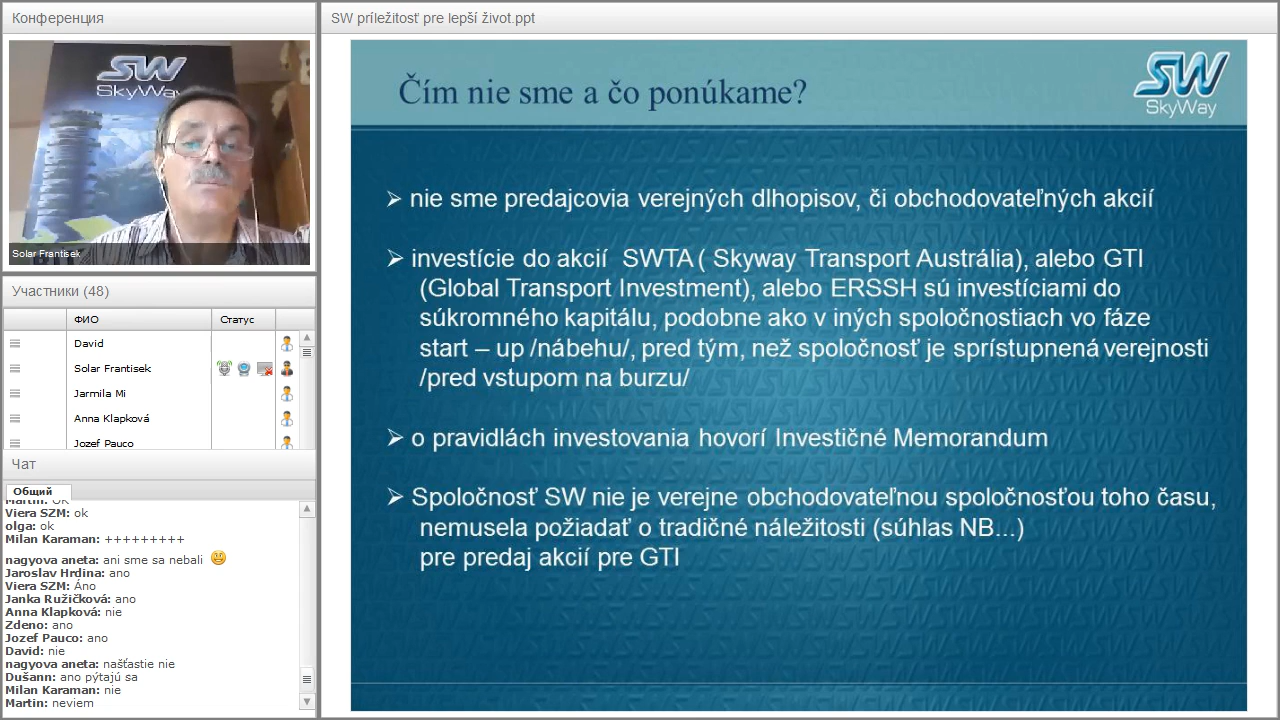 Конференция
SW
SkyWay
Solar Frantisek
Участники (48)
ФИО
Статус
David
Solar Frantisek
Jarmila Mi
Anna Klapková
Jozef Pauco
Чат
Общий
Martin: OK
Viera SZM: ok
olga: ok
Milan Karaman: +++++++++
nagyova aneta: ani sme sa nebali
Jaroslav Hrdina: ano
Viera SZM: Áno
Janka Ružičková: ano
Anna Klapková: nie
Zdeno: ano
Jozef Pauco: ano
David: nie
nagyova aneta: našťastie nie
Dušann: ano pýtajú sa
Milan Karaman: nie
Martin: neviem
SW príležitosť pre lepší život.ppt
Čím nie sme a čo ponúkame?
SW
SkyWay
➢ nie sme predajcovia verejných dlhopisov, či obchodovateľných akcií
➢ investície do akcií SWTA ( Skyway Transport Austrália), alebo GTI
(Global Transport Investment), alebo ERSSH sú investíciami do
súkromného kapitálu, podobne ako v iných spoločnostiach vo fáze
start – up /nábehu/, pred tým, než spoločnosť je sprístupnená verejnosti
/pred vstupom na burzu/
➢ o pravidlách investovania hovorí Investičné Memorandum
➢ Spoločnosť SW nie je verejne obchodovateľnou spoločnosťou toho času,
nemusela požiadať o tradičné náležitosti (súhlas NB...)
pre predaj akcií pre GTI